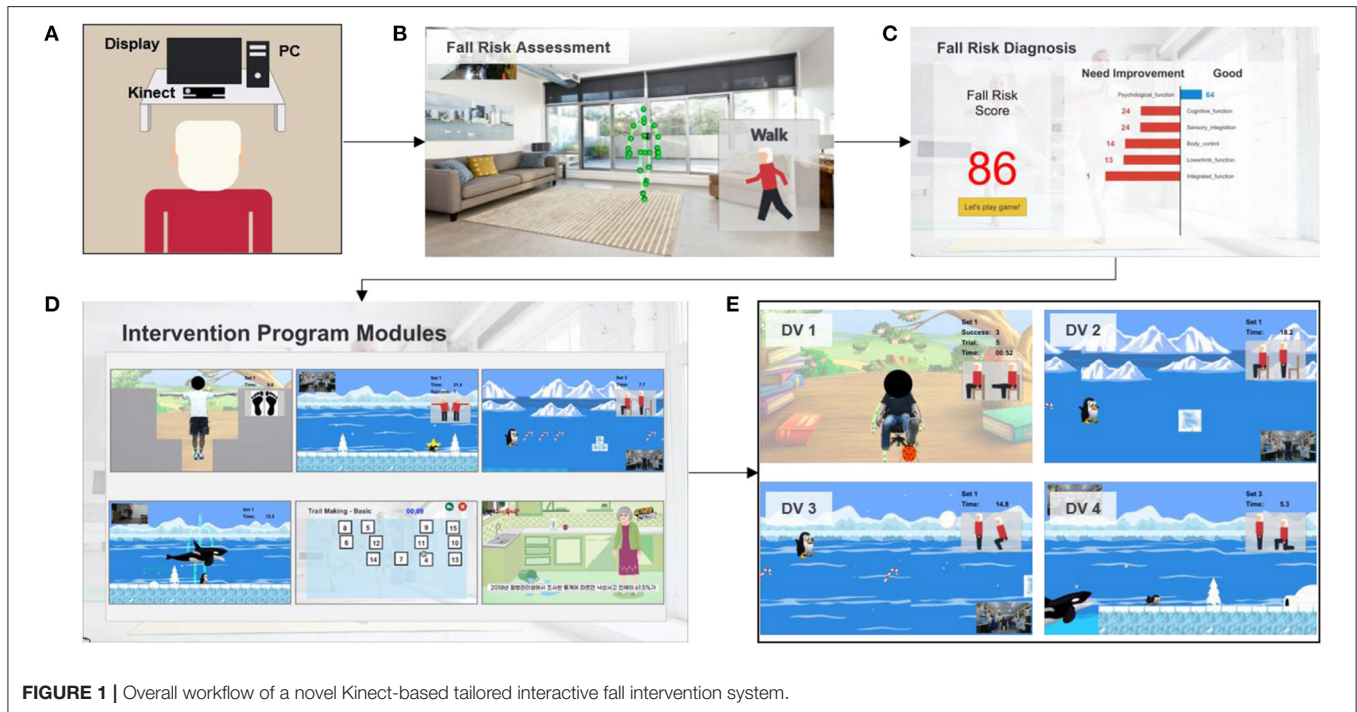 A
Display
PC
Kinect
B
Fall Risk Assessment
Walk
C
Fall Risk Diagnosis
Need Improvement Good
Fall Risk
Score
86
Let's play game!
Psychological_function 64
24 Cognitive_function
24 Sensory_integration
14 Body_control
13 Lowerlimb_function
1 Integrated_function
D
Intervention Program Modules
Set 1
Time:
Set 1
Time: 21.4
Success:
Set 3
Time: 7.7
Set 1
Time: 12.5
Trail Making - Basic 00:09
8 5 9 15
6 12 11 10
14 7 4 13
E
DV 1
Set 1
Success: 3
Trial: 5
Time: 00:52
DV 2
Set 1
Time: 18.2
DV 3
Set 1
Time: 14.8
DV 4
Set 3
Time: 5.3
FIGURE 1 | Overall workflow of a novel Kinect-based tailored interactive fall intervention system.